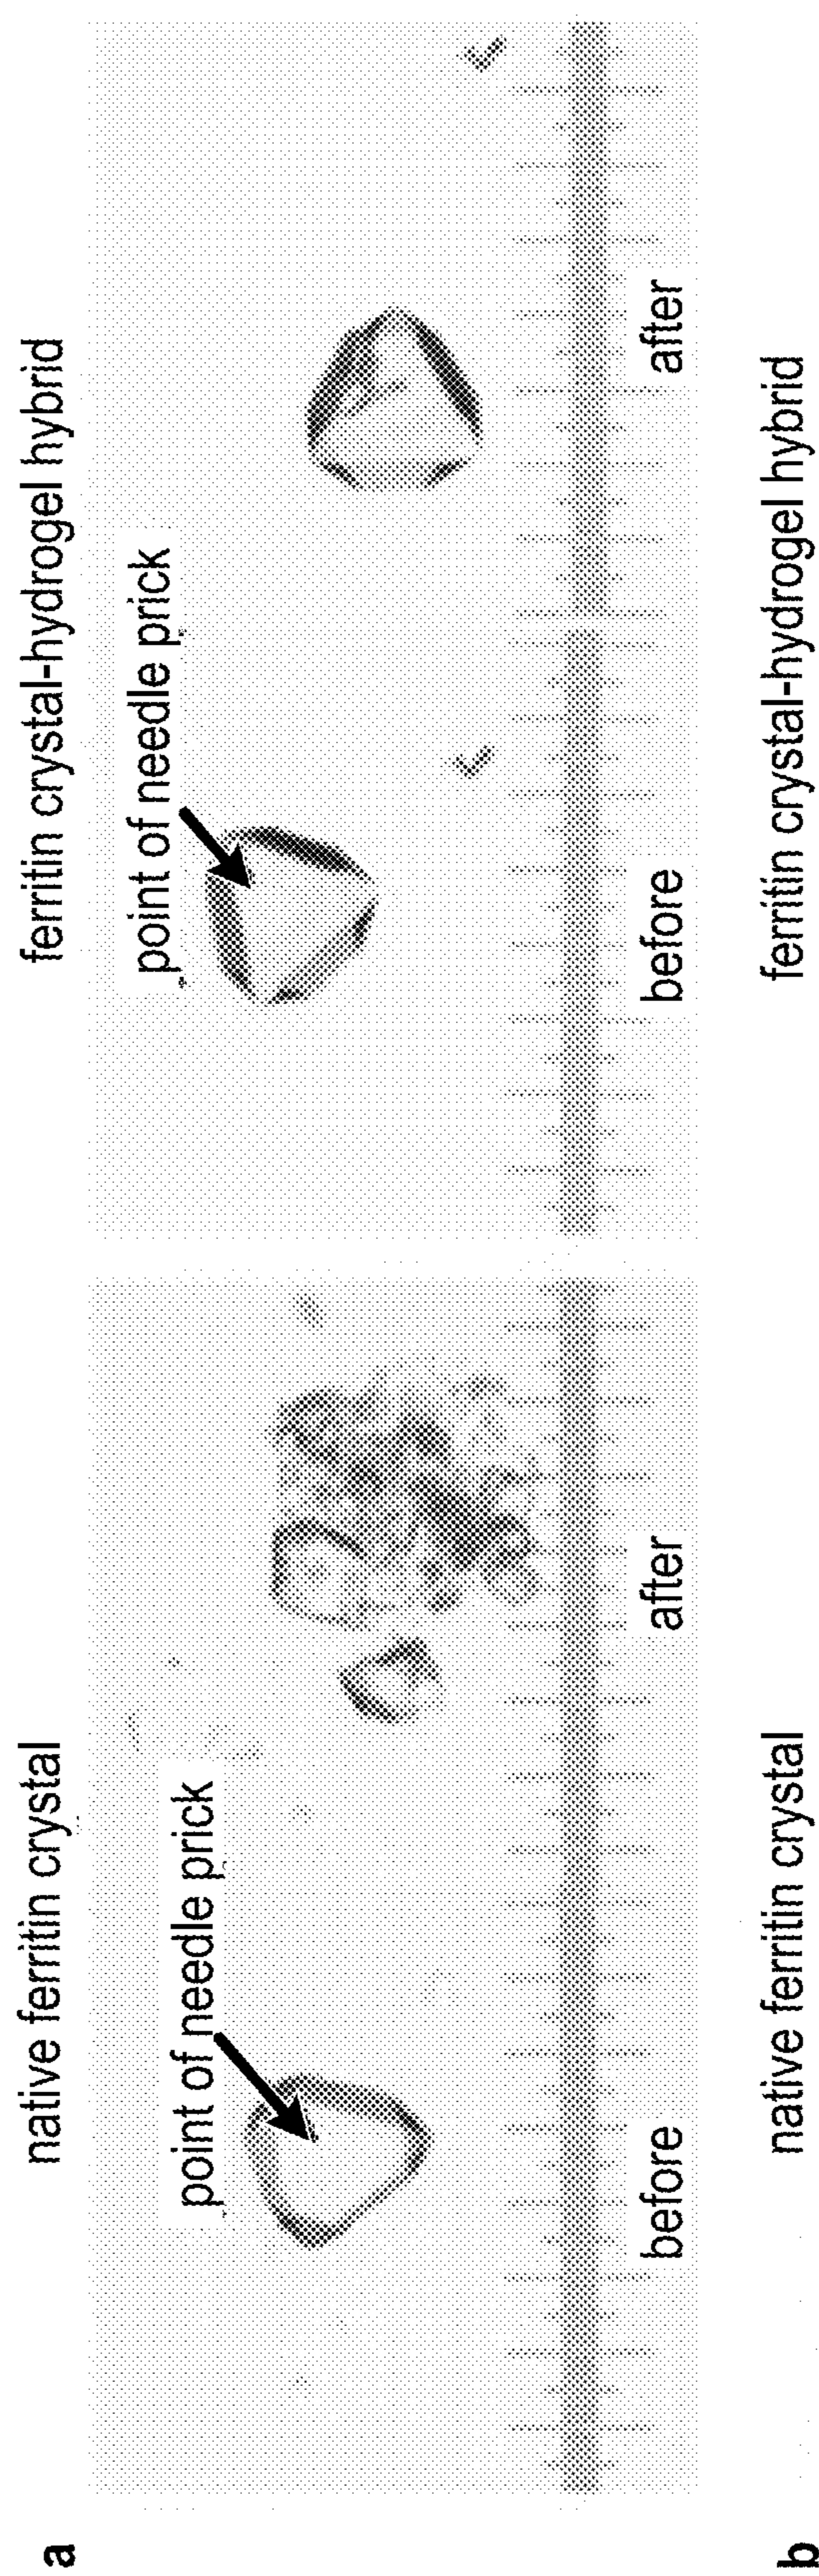 a
native ferritin crystal
ferritin crystal-hydrogel hybrid
point of needle prick
point of needle prick
before
after
before
after
b
native ferritin crystal
ferritin crystal-hydrogel hybrid